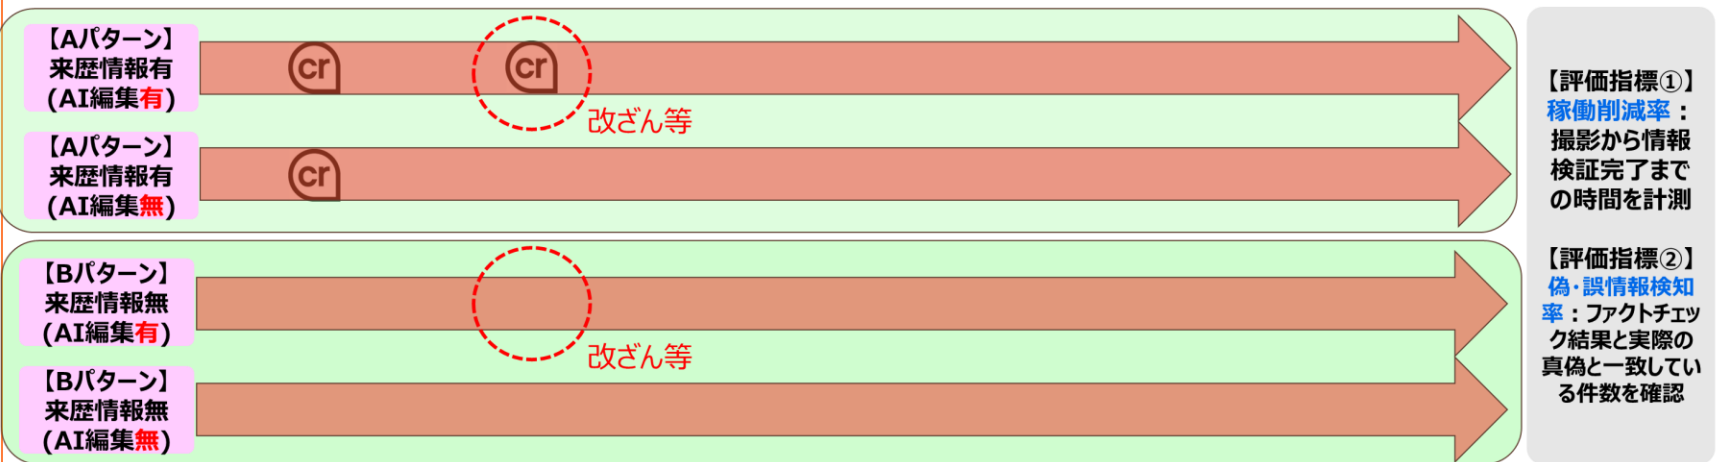 【Aパターン】
来歴情報有
(AI編集有)
cr
cr
改ざん等
【Aパターン】
来歴情報有
(AI編集無)
cr
【Bパターン】
来歴情報無
(AI編集有)
改ざん等
【Bパターン】
来歴情報無
(AI編集無)
【評価指標①】
稼働削減率：
撮影から情報
検証完了まで
の時間を計測
【評価指標②】
偽・誤情報検知
率：ファクトチェッ
ク結果と実際の
真偽と一致してい
る件数を確認